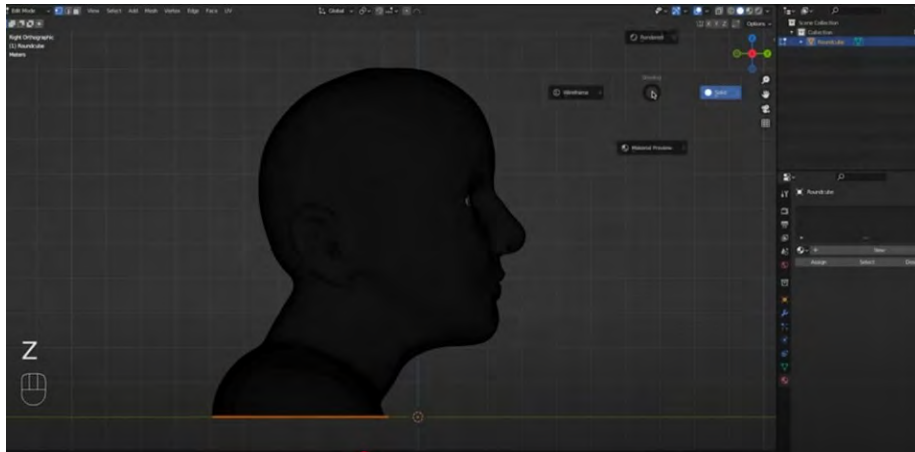 Edit Mode View Select Add Mesh Vertex Edge Face UV Global
X Y Z Options
Right Orthographic
(1) Roundcube
Meters
Rendered
Shading
Wireframe
Solid
Material Preview
Z
Scene Collection
Collection
Roundcube
Roundcube
New
Assign Select